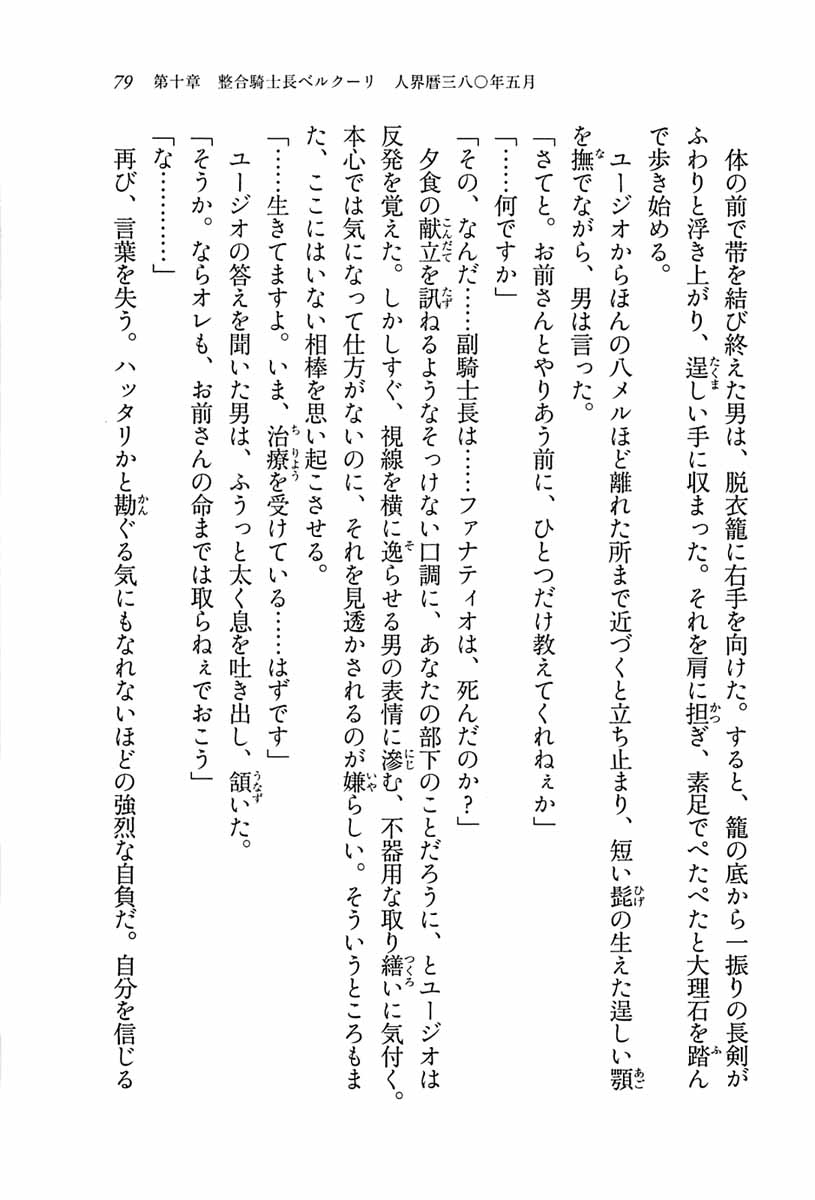 79　第十章　整合騎士長ベルクーリ　人界暦三八〇年五月
　体の前で帯を結び終えた男は、脱衣籠に右手を向けた。すると、籠の底から一振りの長剣が
ふわりと浮き上がり、逞しい手に収まった。それを肩に担ぎ、素足でぺたぺたと大理石を踏ん
で歩き始める。
　ユージオからほんの八メルほど離れた所まで近づくと立ち止まり、短い髭の生えた逞しい顎
を撫でながら、男は言った。
「さてと。お前さんとやりあう前に、ひとつだけ教えてくれねぇか」
「……何ですか」
「その、なんだ……副騎士長は……ファナティオは、死んだのか？」
　夕食の献立を訊ねるようなそっけない口調に、あなたの部下のことだろうに、とユージオは
反発を覚えた。しかしすぐ、視線を横に逸らせる男の表情に滲む、不器用な取り繕いに気付く。
本心では気になって仕方がないのに、それを見透かされるのが嫌らしい。そういうところもま
た、ここにはいない相棒を思い起こさせる。
「……生きてますよ。いま、治療を受けている……はずです」
　ユージオの答えを聞いた男は、ふうっと太く息を吐き出し、頷いた。
「そうか。ならオレも、お前さんの命までは取らねぇでおこう」
「な…………」
　再び、言葉を失う。ハッタリかと勘ぐる気にもなれないほどの強烈な自負だ。自分を信じる